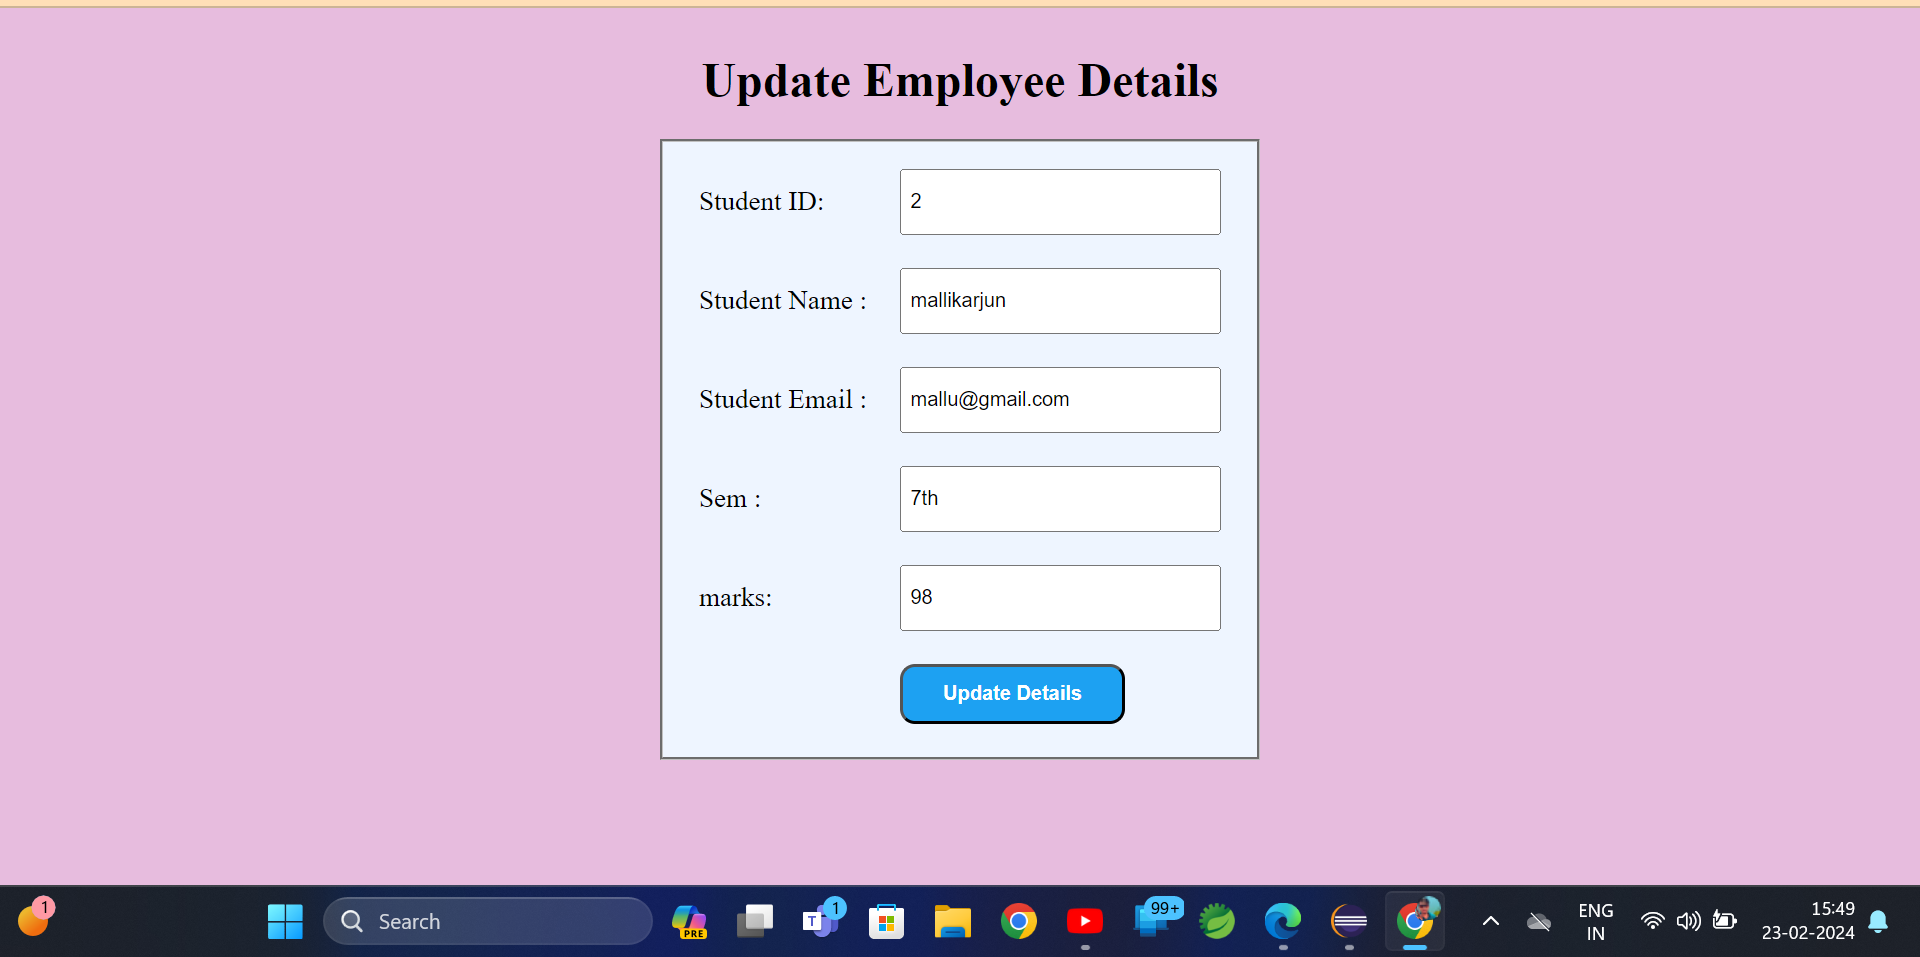 Update Employee Details
Student ID: 2
Student Name : mallikarjun
Student Email : mallu@gmail.com
Sem : 7th
marks: 98
Update Details
1
Search
PRE
T 1
99+
ENG
IN
15:49
23-02-2024